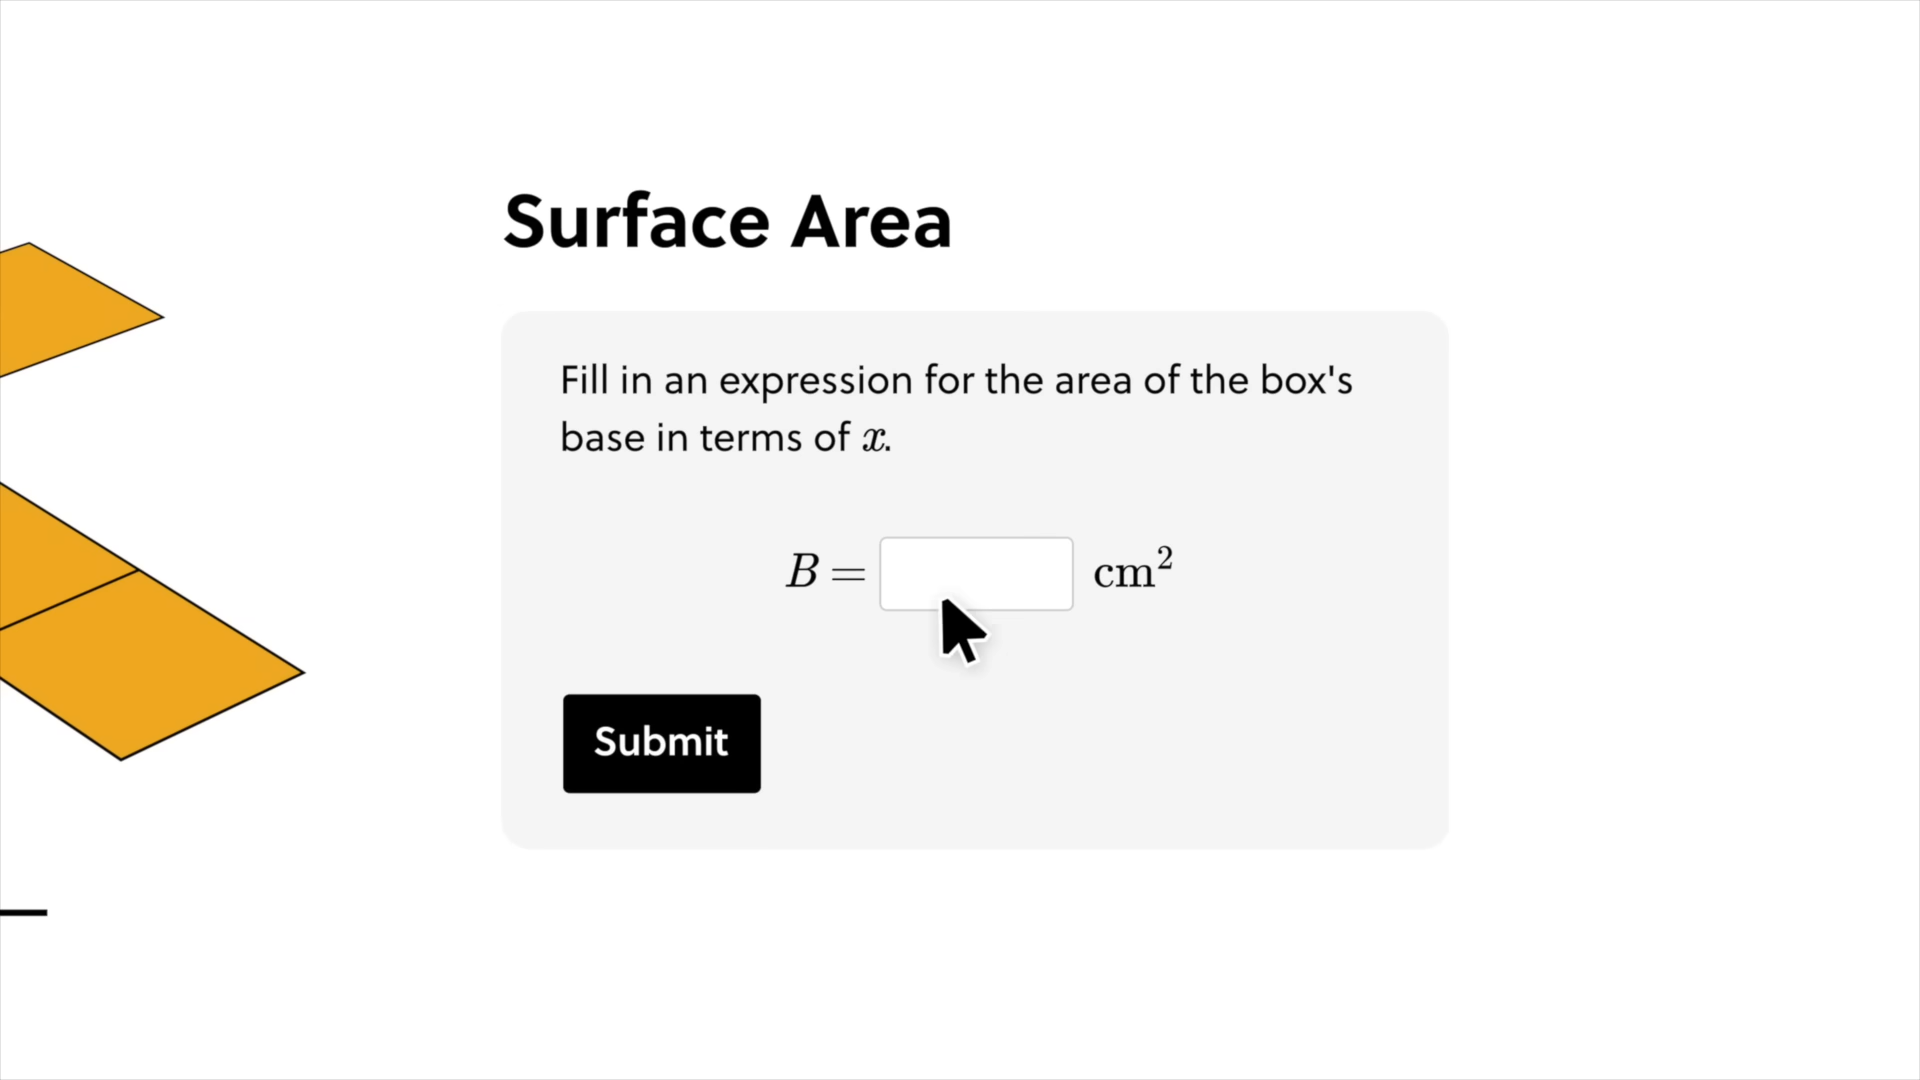 Surface Area
Fill in an expression for the area of the box's
base in terms of x.
B = cm²
Submit